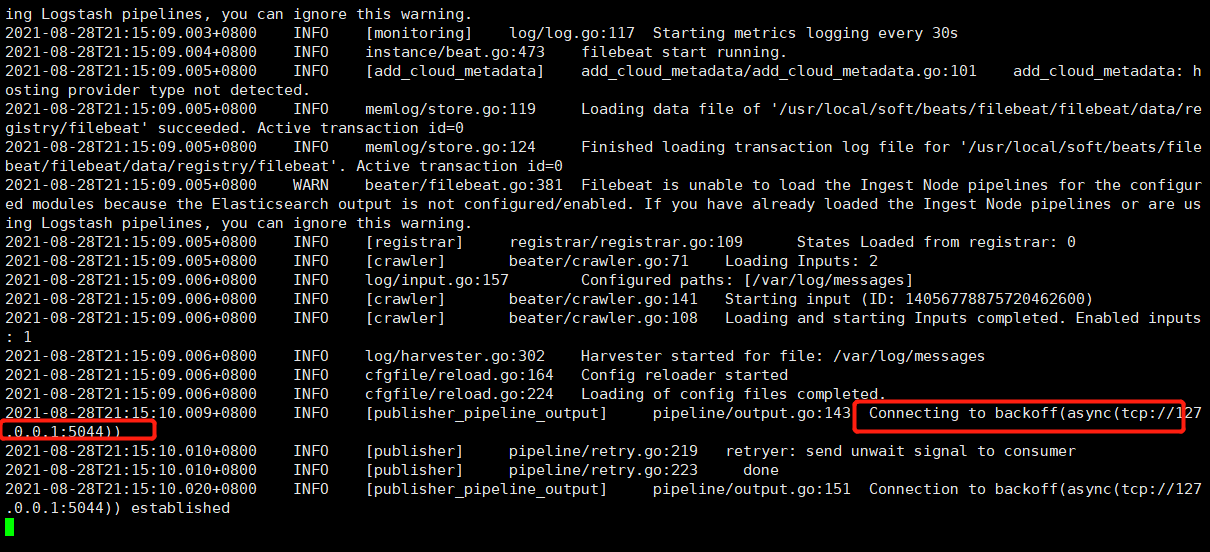 ing Logstash pipelines, you can ignore this warning.
2021-08-28T21:15:09.003+0800    INFO    [monitoring]    log/log.go:117  Starting metrics logging every 30s
2021-08-28T21:15:09.004+0800    INFO    instance/beat.go:473    filebeat start running.
2021-08-28T21:15:09.005+0800    INFO    [add_cloud_metadata]    add_cloud_metadata/add_cloud_metadata.go:101    add_cloud_metadata: h
osting provider type not detected.
2021-08-28T21:15:09.005+0800    INFO    memlog/store.go:119     Loading data file of '/usr/local/soft/beats/filebeat/filebeat/data/re
gistry/filebeat' succeeded. Active transaction id=0
2021-08-28T21:15:09.005+0800    INFO    memlog/store.go:124     Finished loading transaction log file for '/usr/local/soft/beats/file
beat/filebeat/data/registry/filebeat'. Active transaction id=0
2021-08-28T21:15:09.005+0800    WARN    beater/filebeat.go:381  Filebeat is unable to load the Ingest Node pipelines for the configur
ed modules because the Elasticsearch output is not configured/enabled. If you have already loaded the Ingest Node pipelines or are us
ing Logstash pipelines, you can ignore this warning.
2021-08-28T21:15:09.005+0800    INFO    [registrar]     registrar/registrar.go:109      States Loaded from registrar: 0
2021-08-28T21:15:09.005+0800    INFO    [crawler]       beater/crawler.go:71    Loading Inputs: 2
2021-08-28T21:15:09.006+0800    INFO    log/input.go:157        Configured paths: [/var/log/messages]
2021-08-28T21:15:09.006+0800    INFO    [crawler]       beater/crawler.go:141   Starting input (ID: 14056778875720462600)
2021-08-28T21:15:09.006+0800    INFO    [crawler]       beater/crawler.go:108   Loading and starting Inputs completed. Enabled inputs
: 1
2021-08-28T21:15:09.006+0800    INFO    log/harvester.go:302    Harvester started for file: /var/log/messages
2021-08-28T21:15:09.006+0800    INFO    cfgfile/reload.go:164   Config reloader started
2021-08-28T21:15:09.006+0800    INFO    cfgfile/reload.go:224   Loading of config files completed.
2021-08-28T21:15:10.009+0800    INFO    [publisher_pipeline_output]     pipeline/output.go:143  Connecting to backoff(async(tcp://127
.0.0.1:5044))
2021-08-28T21:15:10.010+0800    INFO    [publisher]     pipeline/retry.go:219   retryer: send unwait signal to consumer
2021-08-28T21:15:10.010+0800    INFO    [publisher]     pipeline/retry.go:223     done
2021-08-28T21:15:10.020+0800    INFO    [publisher_pipeline_output]     pipeline/output.go:151  Connection to backoff(async(tcp://127
.0.0.1:5044)) established